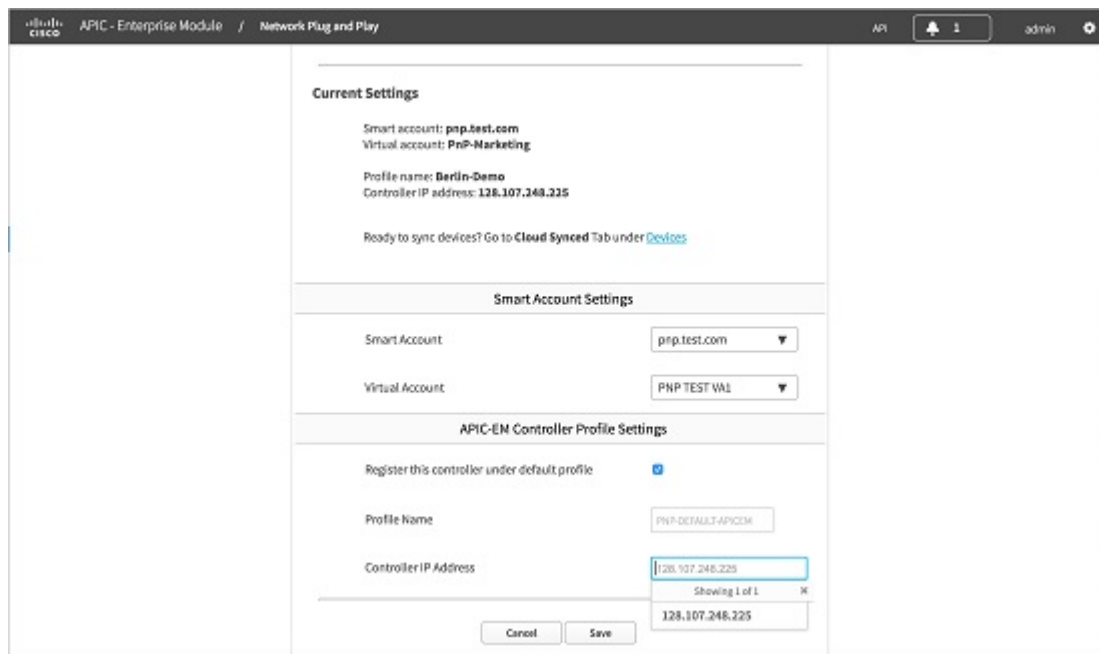 CISCO APIC - Enterprise Module / Network Plug and Play API 1 admin
Current Settings
Smart account: pnp.test.com
Virtual account: PnP-Marketing
Profile name: Berlin-Demo
Controller IP address: 128.107.248.225
Ready to sync devices? Go to Cloud Synced Tab under Devices
Smart Account Settings
Smart Account pnp.test.com
Virtual Account PNP TEST VA1
APIC-EM Controller Profile Settings
Register this controller under default profile
Profile Name PNP-DEFAULT-APICEM
Controller IP Address 128.107.248.225
Showing 1 of 1
128.107.248.225
Cancel Save